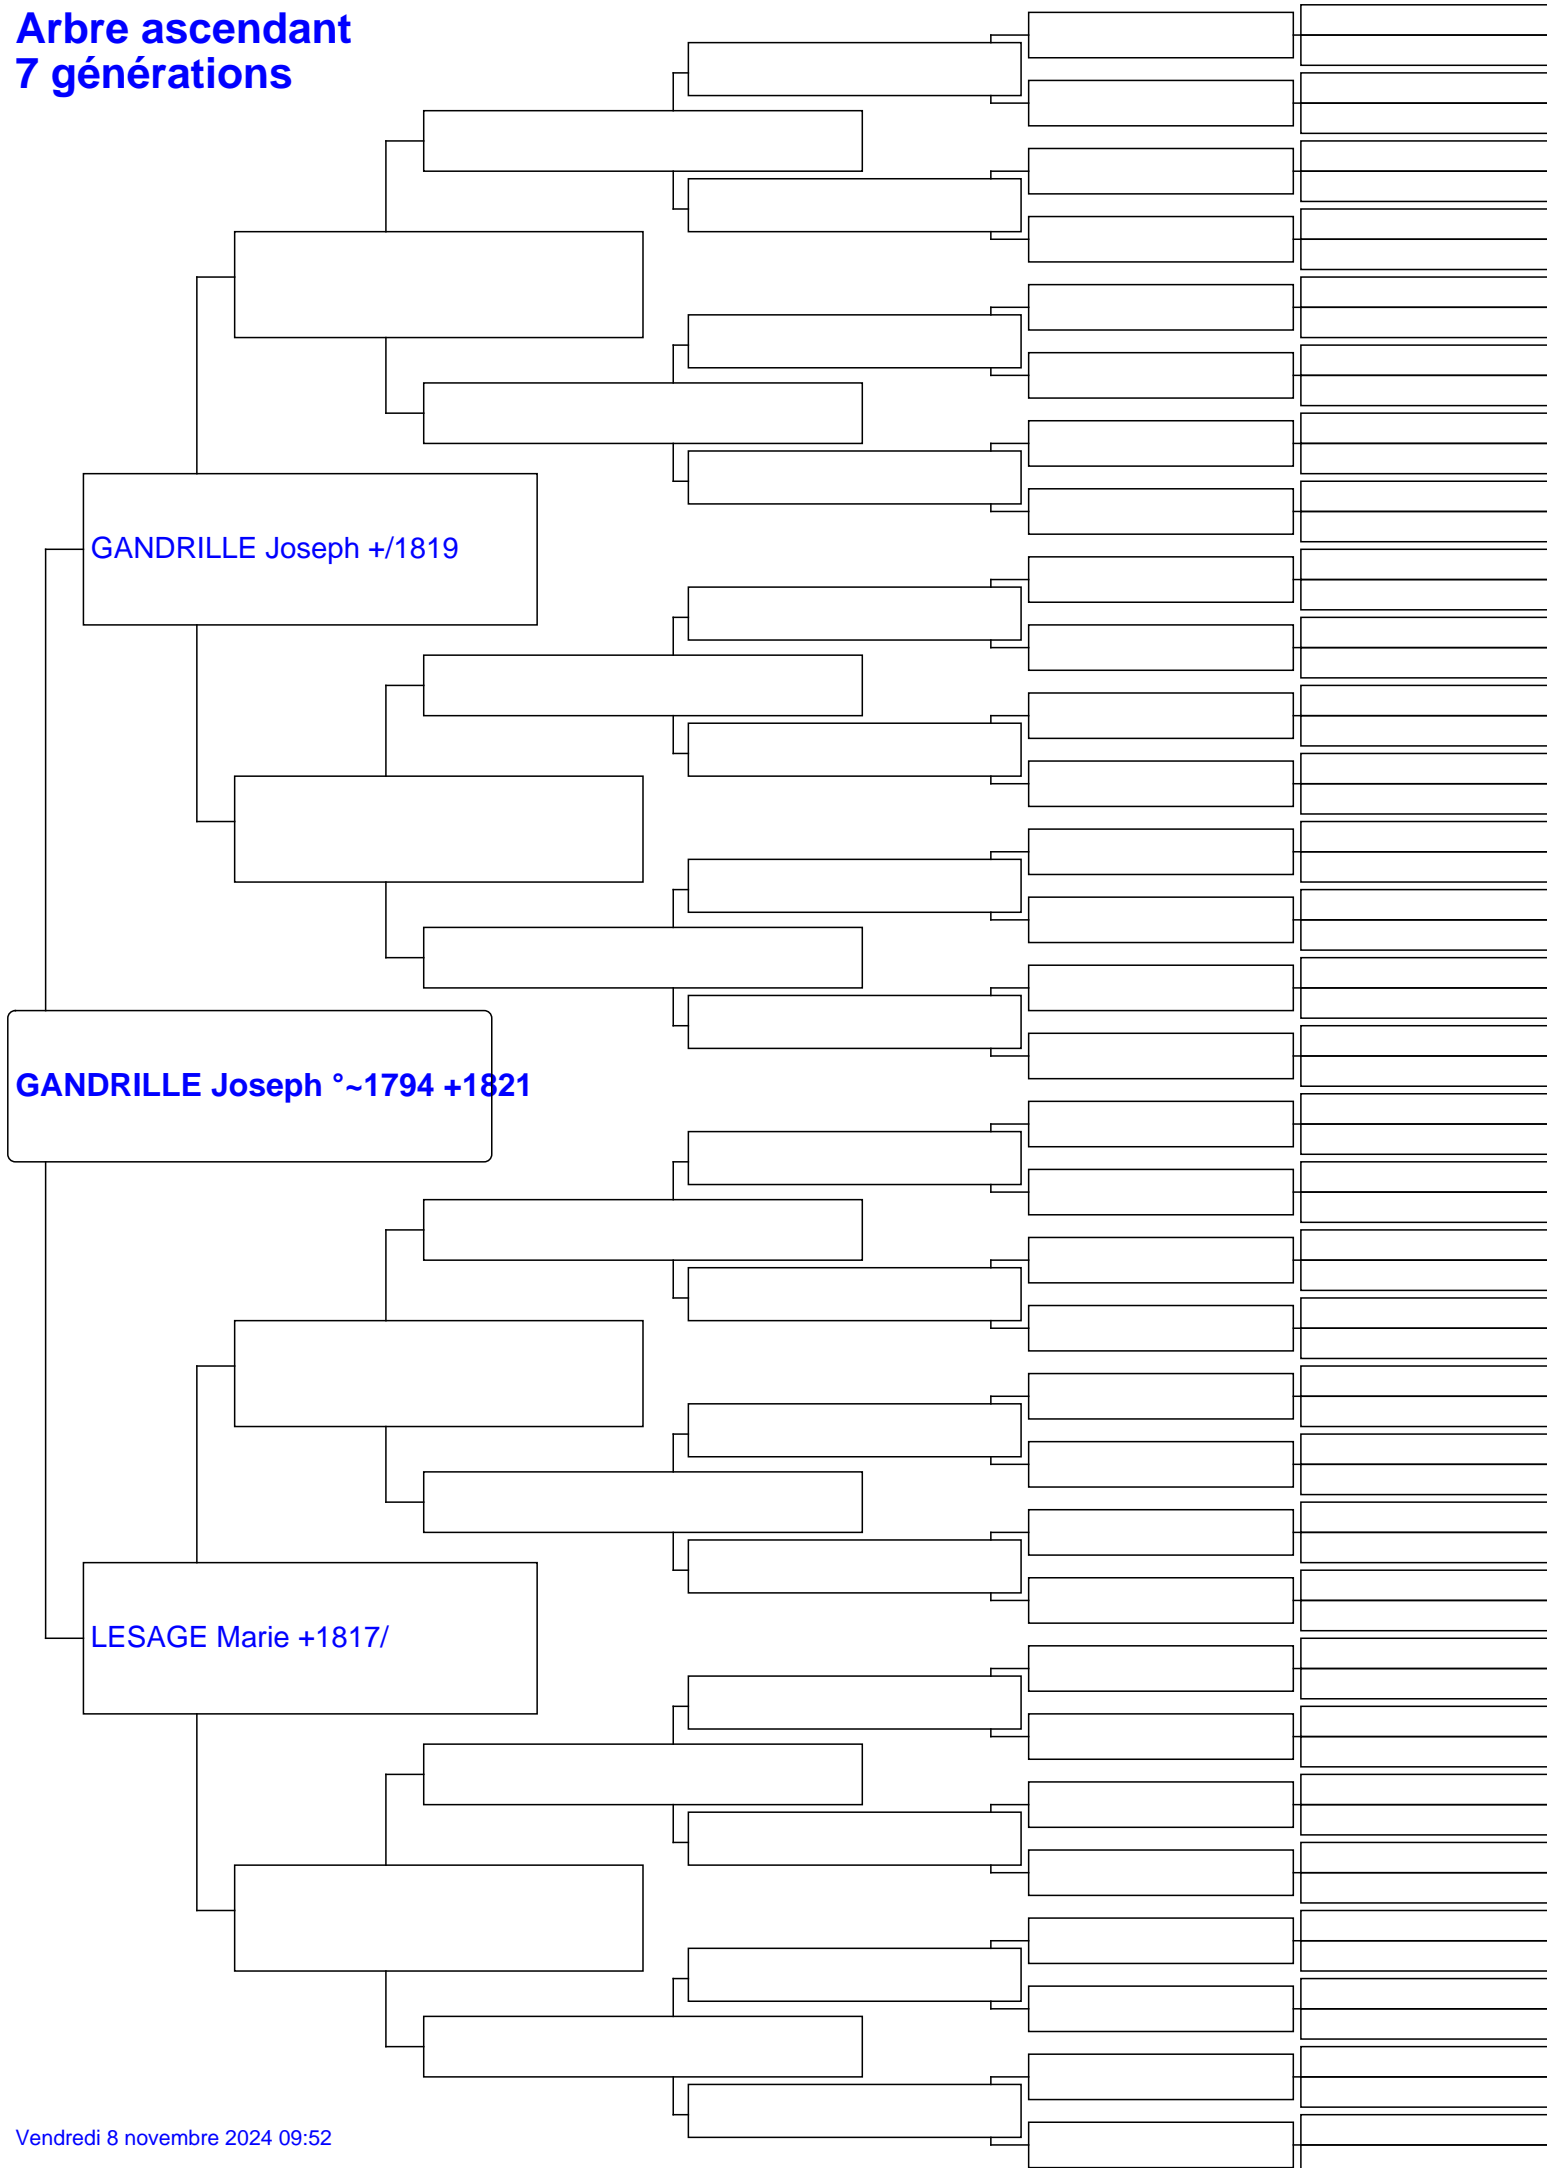 Arbre ascendant
7 générations
GANDRILLE Joseph +/1819
GANDRILLE Joseph °~1794 +1821
LESAGE Marie +1817/
Vendredi 8 novembre 2024 09:52